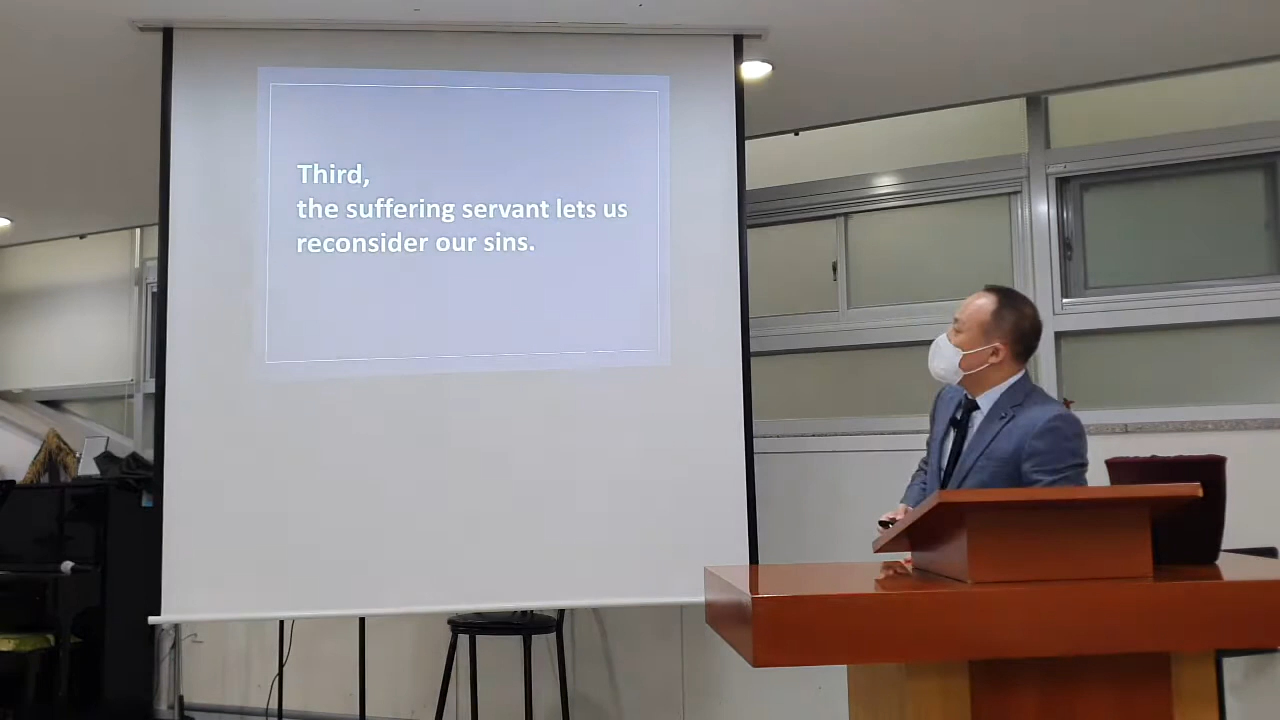 Third,
the suffering servant lets us
reconsider our sins.